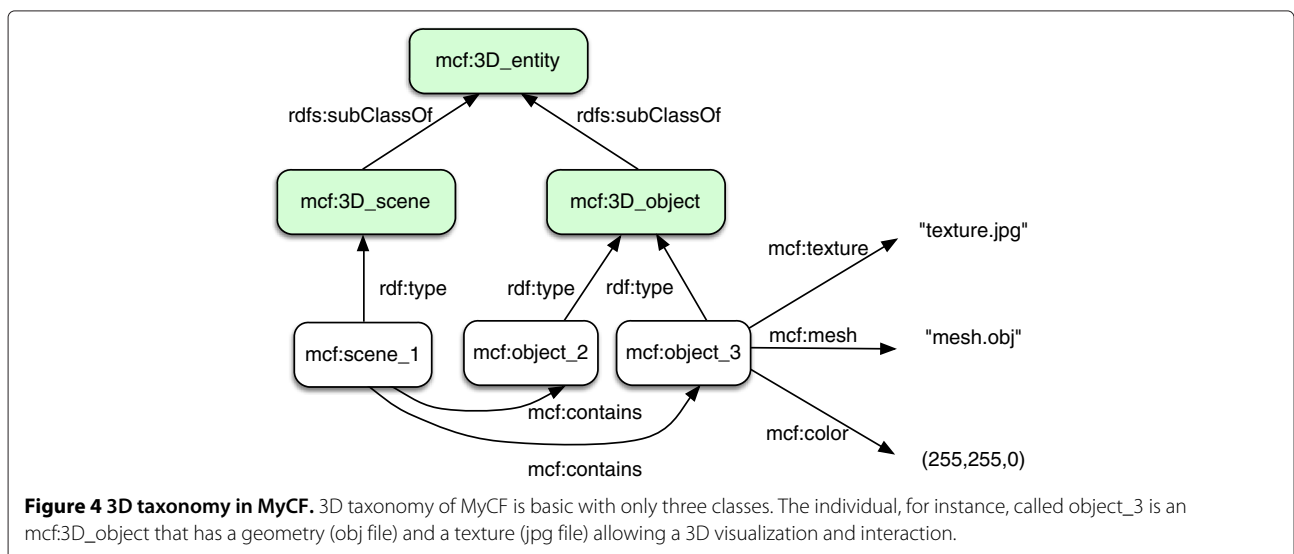 mcf:3D_entity
rdfs:subClassOf
rdfs:subClassOf
mcf:3D_scene
mcf:3D_object
"texture.jpg"
mcf:texture
rdf:type
rdf:type
rdf:type
mcf:scene_1
mcf:object_2
mcf:object_3
mcf:mesh
"mesh.obj"
mcf:contains
mcf:color
mcf:contains
(255,255,0)
Figure 4 3D taxonomy in MyCF. 3D taxonomy of MyCF is basic with only three classes. The individual, for instance, called object_3 is an
mcf:3D_object that has a geometry (obj file) and a texture (jpg file) allowing a 3D visualization and interaction.